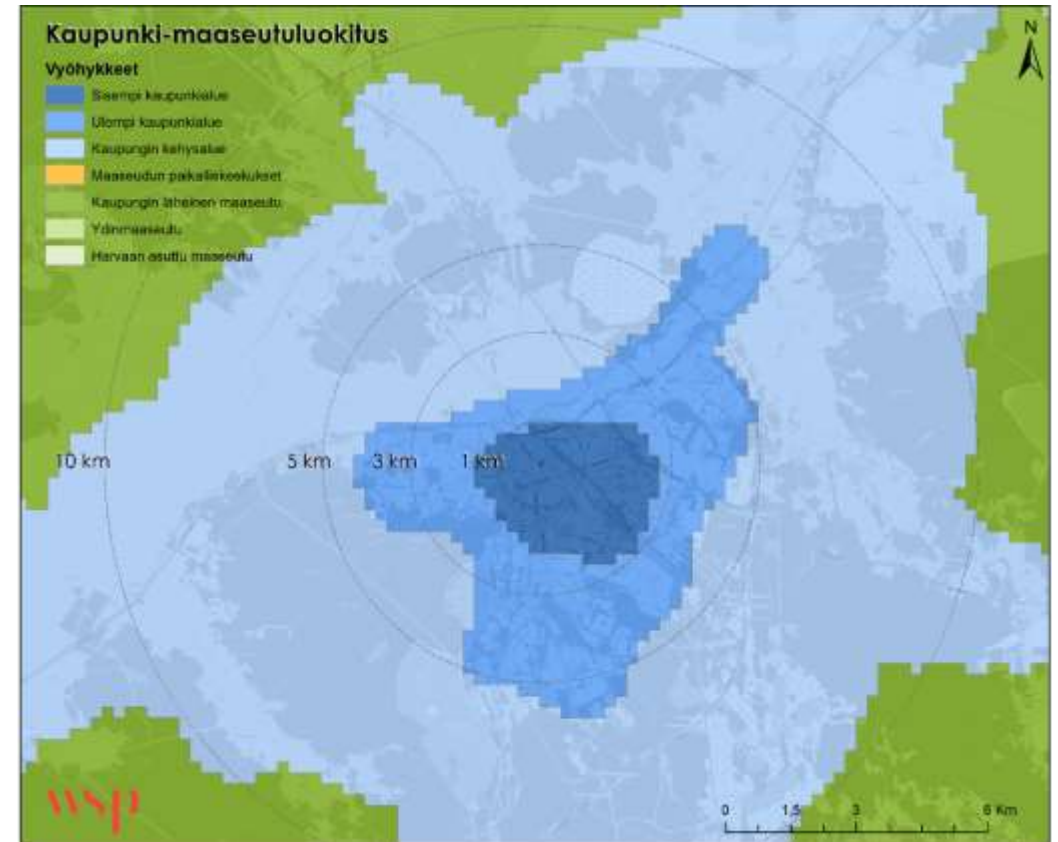 Kaupunki-maaseutuluokitus
N
Vyöhykkeet
Sisempi kaupunkialue
Ulompi kaupunkialue
Kaupungin kehysalue
Maaseudun paikalliskeskukset
Kaupungin läheinen maaseutu
Ydinmaaseutu
Harvaan asuttu maaseutu
10 km
5 km
3 km
1 km
wsp
0 1,5 3 6 Km